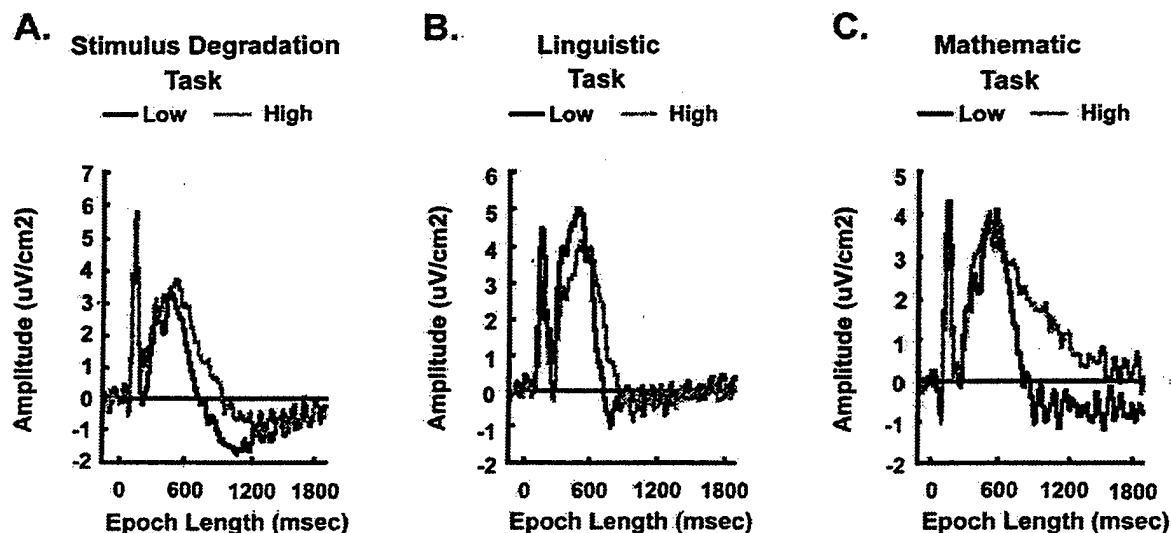 A.
Stimulus Degradation
Task
Low High
Amplitude (uV/cm2)
7
6
5
4
3
2
1
0
-1
-2
0 600 1200 1800
Epoch Length (msec)
B.
Linguistic
Task
Low High
Amplitude (uV/cm2)
6
5
4
3
2
1
0
-1
-2
0 600 1200 1800
Epoch Length (msec)
C.
Mathematic
Task
Low High
Amplitude (uV/cm2)
5
4
3
2
1
0
-1
-2
0 600 1200 1800
Epoch Length (msec)